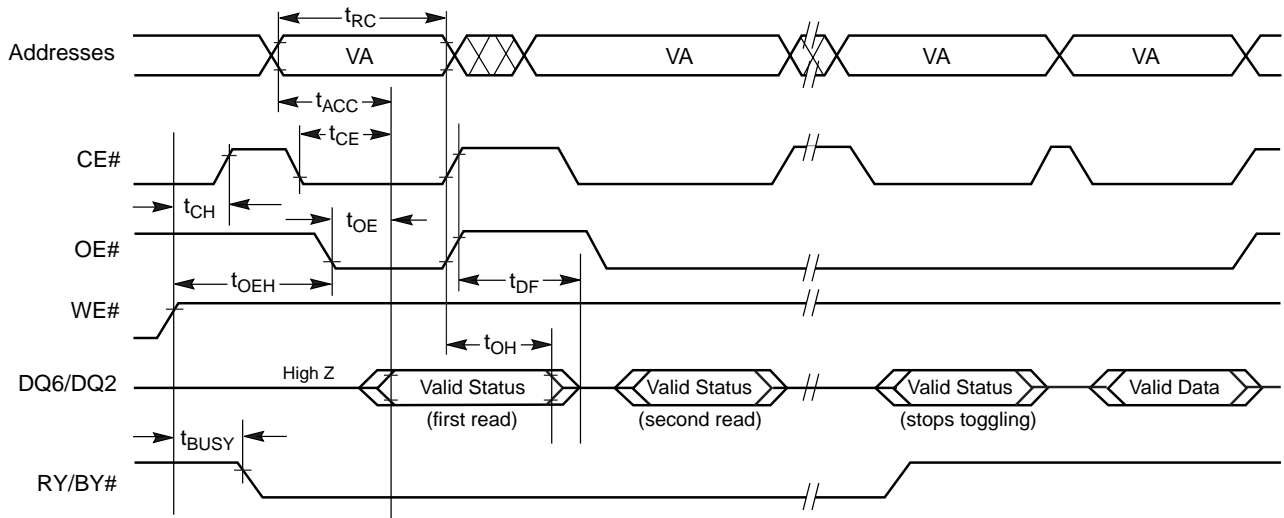 tRC
Addresses VA VA VA VA
tACC
tCE
CE#
tCH tOE
OE#
tOEH tDF
WE#
tOH
High Z
DQ6/DQ2 Valid Status Valid Status Valid Status Valid Data
(first read) (second read) (stops toggling)
tBUSY
RY/BY#